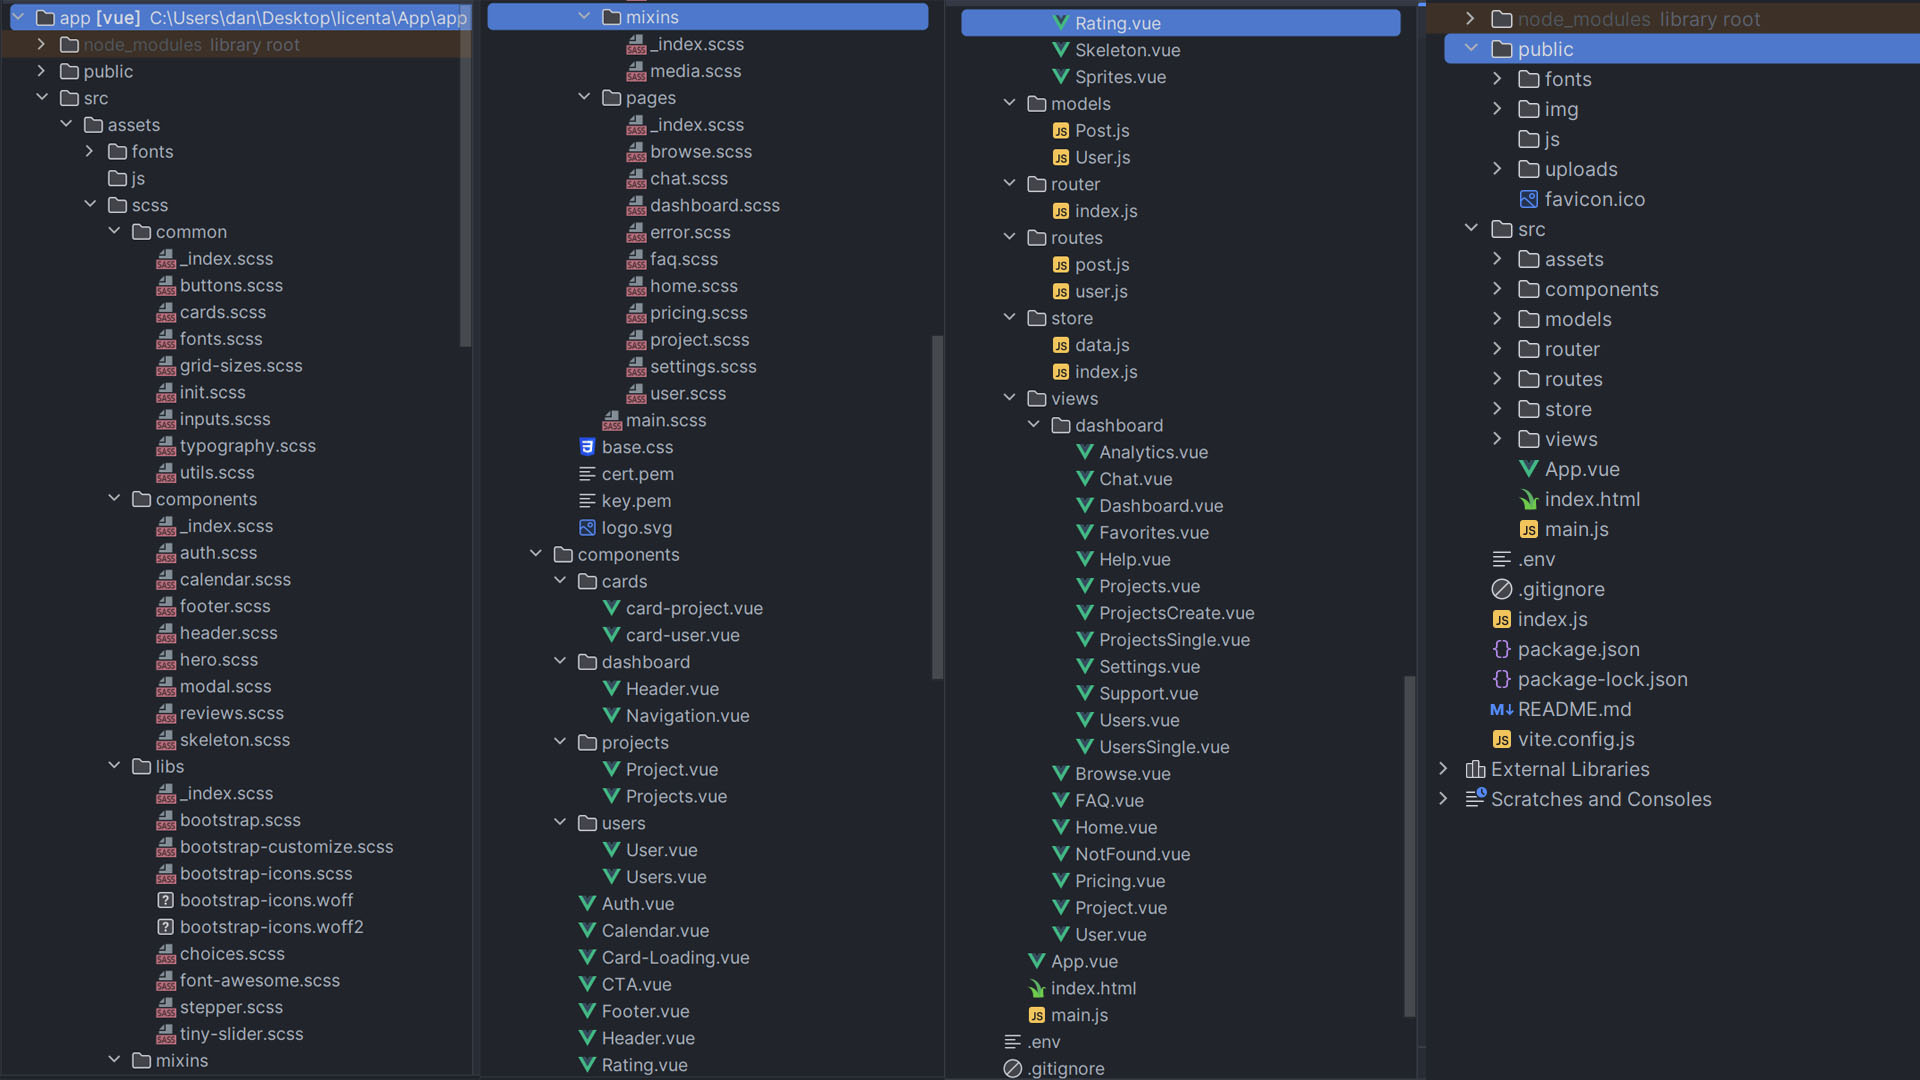 app [vue] C:\Users\dan\Desktop\licenta\App\app
node_modules library root
public
src
assets
fonts
js
scss
common
_index.scss
buttons.scss
cards.scss
fonts.scss
grid-sizes.scss
init.scss
inputs.scss
typography.scss
utils.scss
components
_index.scss
auth.scss
calendar.scss
footer.scss
header.scss
hero.scss
modal.scss
reviews.scss
skeleton.scss
libs
_index.scss
bootstrap.scss
bootstrap-customize.scss
bootstrap-icons.scss
bootstrap-icons.woff
bootstrap-icons.woff2
choices.scss
font-awesome.scss
stepper.scss
tiny-slider.scss
mixins
mixins
_index.scss
media.scss
pages
_index.scss
browse.scss
chat.scss
dashboard.scss
error.scss
faq.scss
home.scss
pricing.scss
project.scss
settings.scss
user.scss
main.scss
base.css
cert.pem
key.pem
logo.svg
components
cards
card-project.vue
card-user.vue
dashboard
Header.vue
Navigation.vue
projects
Project.vue
Projects.vue
users
User.vue
Users.vue
Auth.vue
Calendar.vue
Card-Loading.vue
CTA.vue
Footer.vue
Header.vue
Rating.vue
Rating.vue
Skeleton.vue
Sprites.vue
models
Post.js
User.js
router
index.js
routes
post.js
user.js
store
data.js
index.js
views
dashboard
Analytics.vue
Chat.vue
Dashboard.vue
Favorites.vue
Help.vue
Projects.vue
ProjectsCreate.vue
ProjectsSingle.vue
Settings.vue
Support.vue
Users.vue
UsersSingle.vue
Browse.vue
FAQ.vue
Home.vue
NotFound.vue
Pricing.vue
Project.vue
User.vue
App.vue
index.html
main.js
.env
.gitignore
node_modules library root
public
fonts
img
js
uploads
favicon.ico
src
assets
components
models
router
routes
store
views
App.vue
index.html
main.js
.env
.gitignore
index.js
package.json
package-lock.json
README.md
vite.config.js
External Libraries
Scratches and Consoles